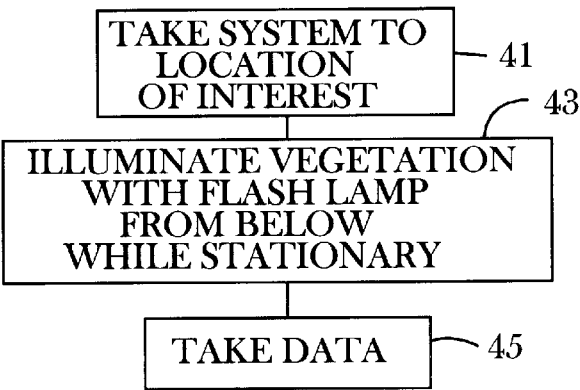 TAKE SYSTEM TO
LOCATION
OF INTEREST
41
43
ILLUMINATE VEGETATION
WITH FLASH LAMP
FROM BELOW
WHILE STATIONARY
TAKE DATA
45